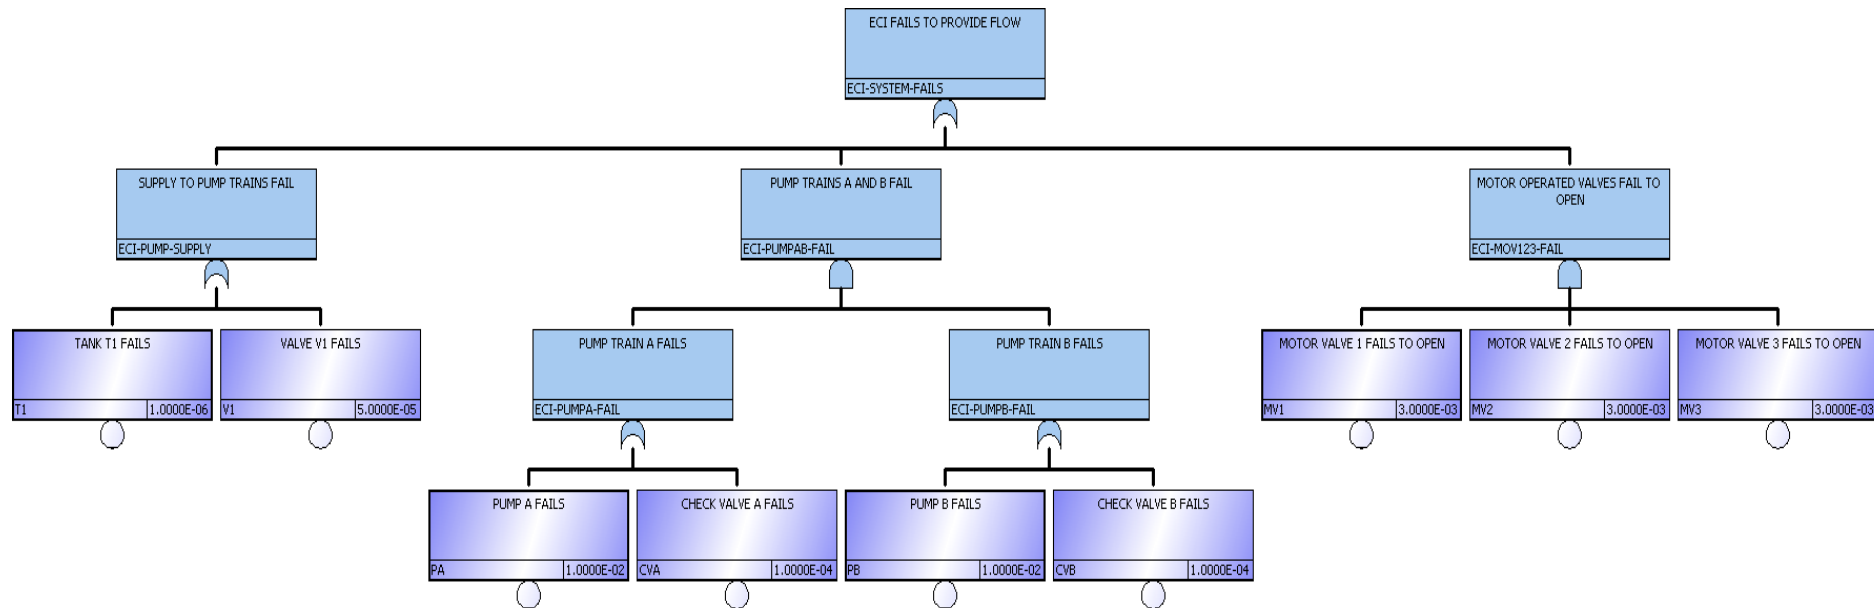 ECI FAILS TO PROVIDE FLOW
ECI-SYSTEM-FAILS
SUPPLY TO PUMP TRAINS FAIL
ECI-PUMP-SUPPLY
PUMP TRAINS A AND B FAIL
ECI-PUMPAB-FAIL
MOTOR OPERATED VALVES FAIL TO
OPEN
ECI-MOV123-FAIL
TANK T1 FAILS
T1 1.0000E-06
VALVE V1 FAILS
V1 5.0000E-05
PUMP TRAIN A FAILS
ECI-PUMPA-FAIL
PUMP TRAIN B FAILS
ECI-PUMPB-FAIL
MOTOR VALVE 1 FAILS TO OPEN
MV1 3.0000E-03
MOTOR VALVE 2 FAILS TO OPEN
MV2 3.0000E-03
MOTOR VALVE 3 FAILS TO OPEN
MV3 3.0000E-03
PUMP A FAILS
PA 1.0000E-02
CHECK VALVE A FAILS
CVA 1.0000E-04
PUMP B FAILS
PB 1.0000E-02
CHECK VALVE B FAILS
CVB 1.0000E-04